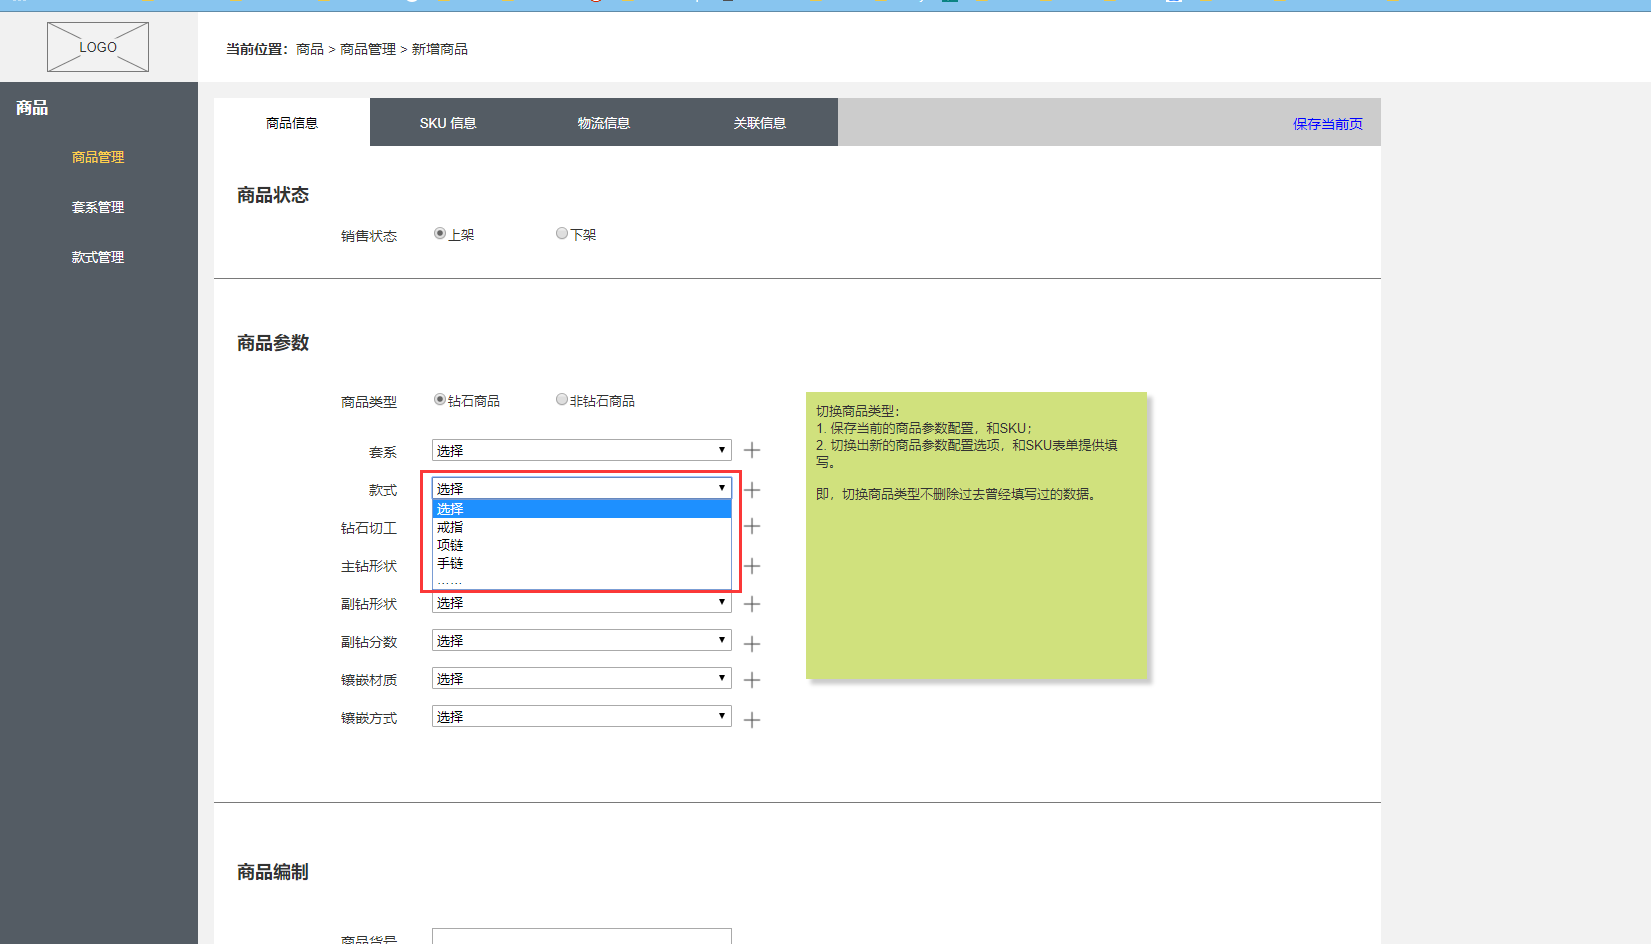 LOGO
当前位置：商品 > 商品管理 > 新增商品
商品
商品管理
套系管理
款式管理
商品信息
SKU 信息
物流信息
关联信息
保存当前页
商品状态
销售状态
上架
下架
商品参数
商品类型
钻石商品
非钻石商品
套系
选择
款式
选择
选择
戒指
项链
手链
……
钻石切工
主钻形状
副钻形状
选择
副钻分数
选择
镶嵌材质
选择
镶嵌方式
选择
切换商品类型：
1. 保存当前的商品参数配置，和SKU；
2. 切换出新的商品参数配置选项，和SKU表单提供填
写。
即，切换商品类型不删除过去曾经填写过的数据。
商品编制
商品货号